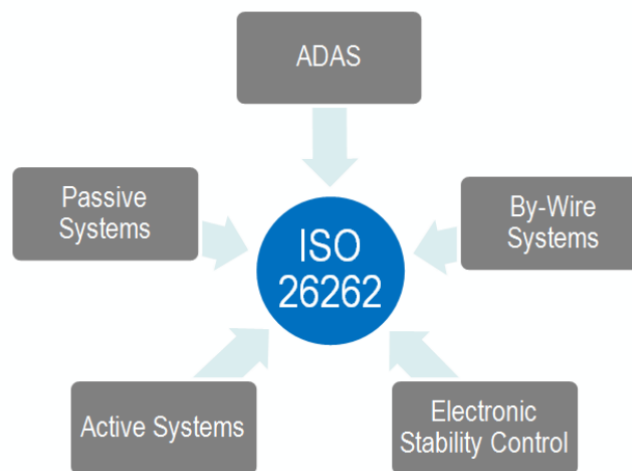 ADAS
Passive
Systems
By-Wire
Systems
ISO
26262
Active Systems
Electronic
Stability Control